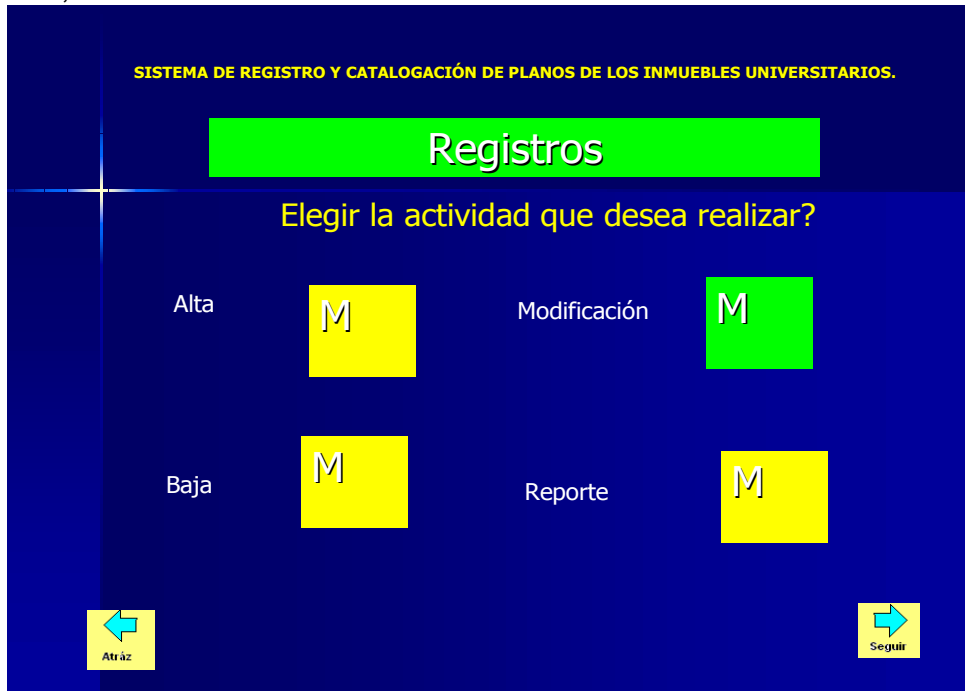 SISTEMA DE REGISTRO Y CATALOGACIÓN DE PLANOS DE LOS INMUEBLES UNIVERSITARIOS.
Registros
Elegir la actividad que desea realizar?
Alta
M
Modificación
M
Baja
M
Reporte
M
Atráz
Seguir